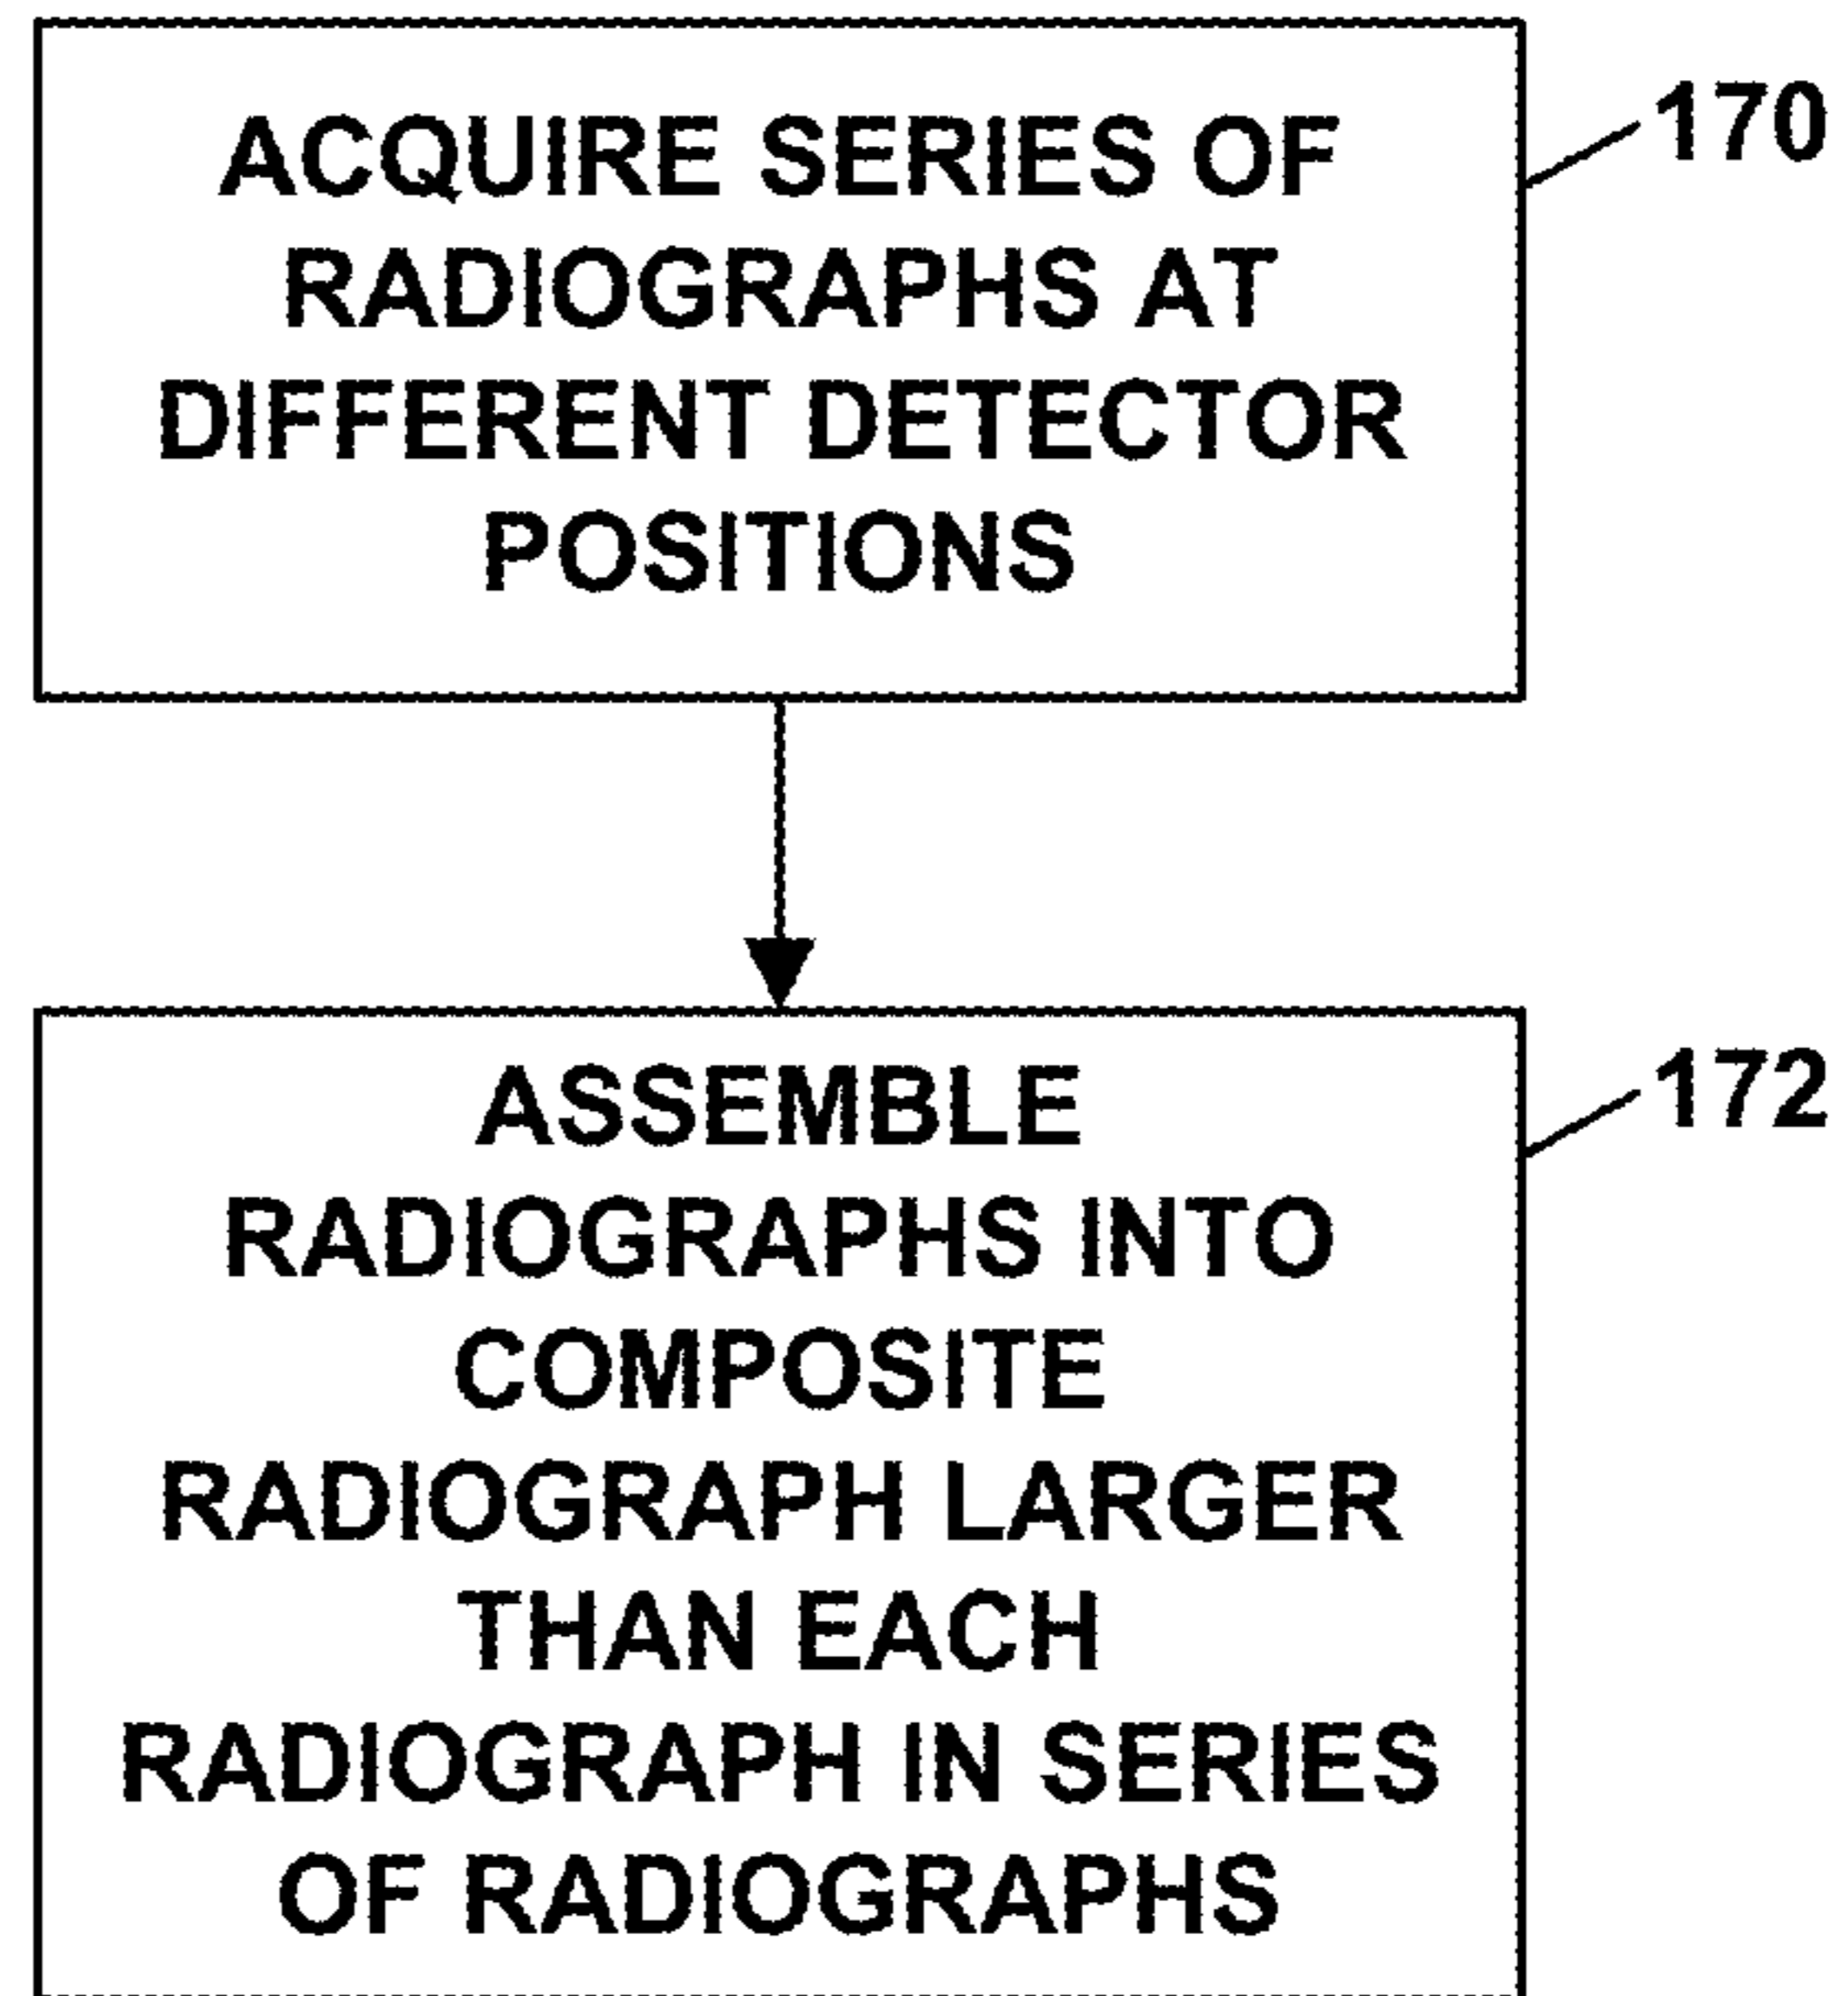 ACQUIRE SERIES OF
RADIOGRAPHS AT
DIFFERENT DETECTOR
POSITIONS
170
ASSEMBLE
RADIOGRAPHS INTO
COMPOSITE
RADIOGRAPH LARGER
THAN EACH
RADIOGRAPH IN SERIES
OF RADIOGRAPHS
172